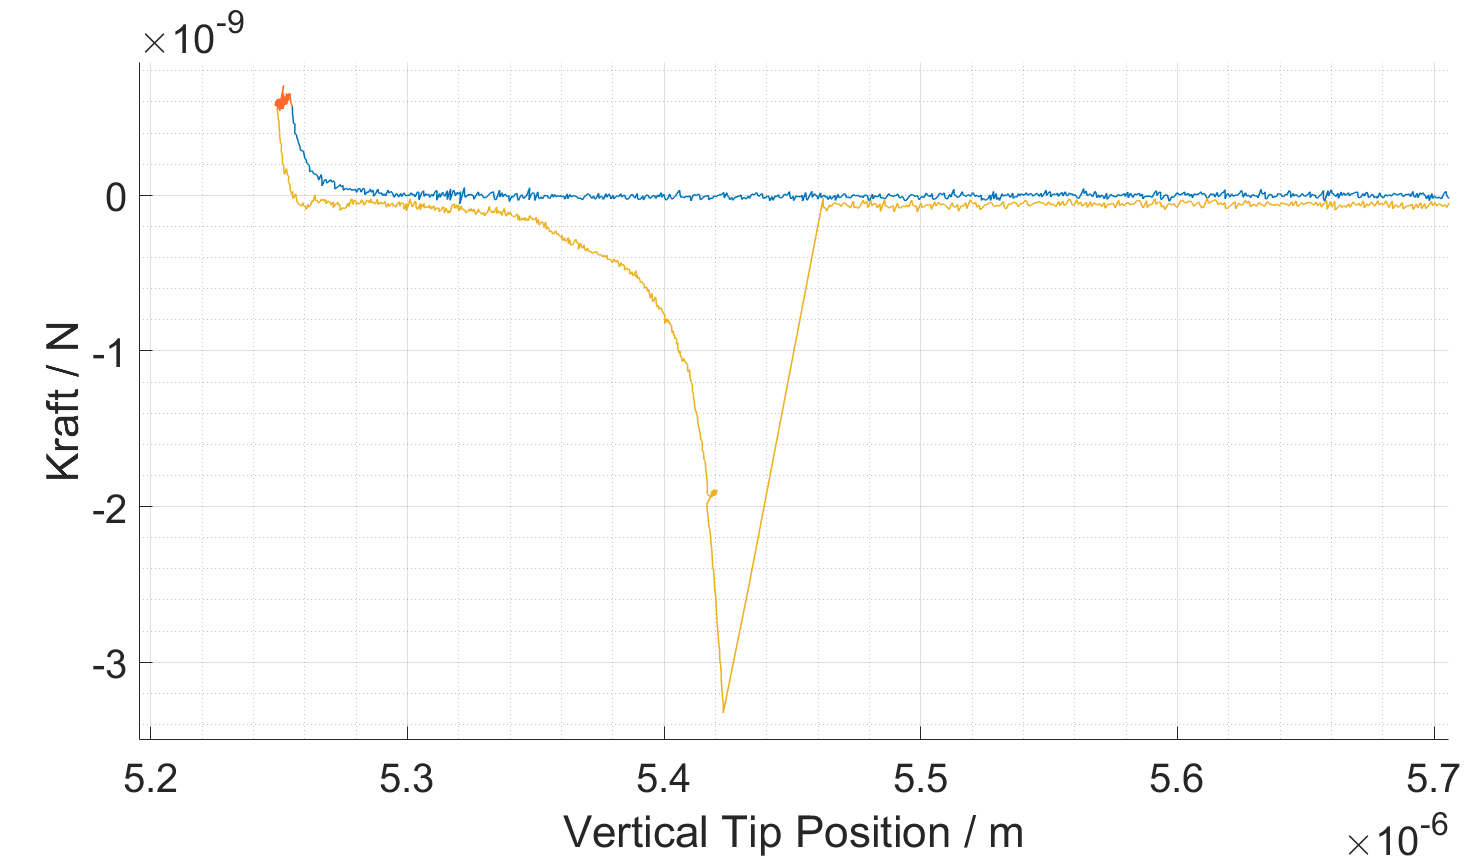 ×10-9
0
-1
-2
-3
Kraft / N
5.2 5.3 5.4 5.5 5.6 5.7
Vertical Tip Position / m
×10-6